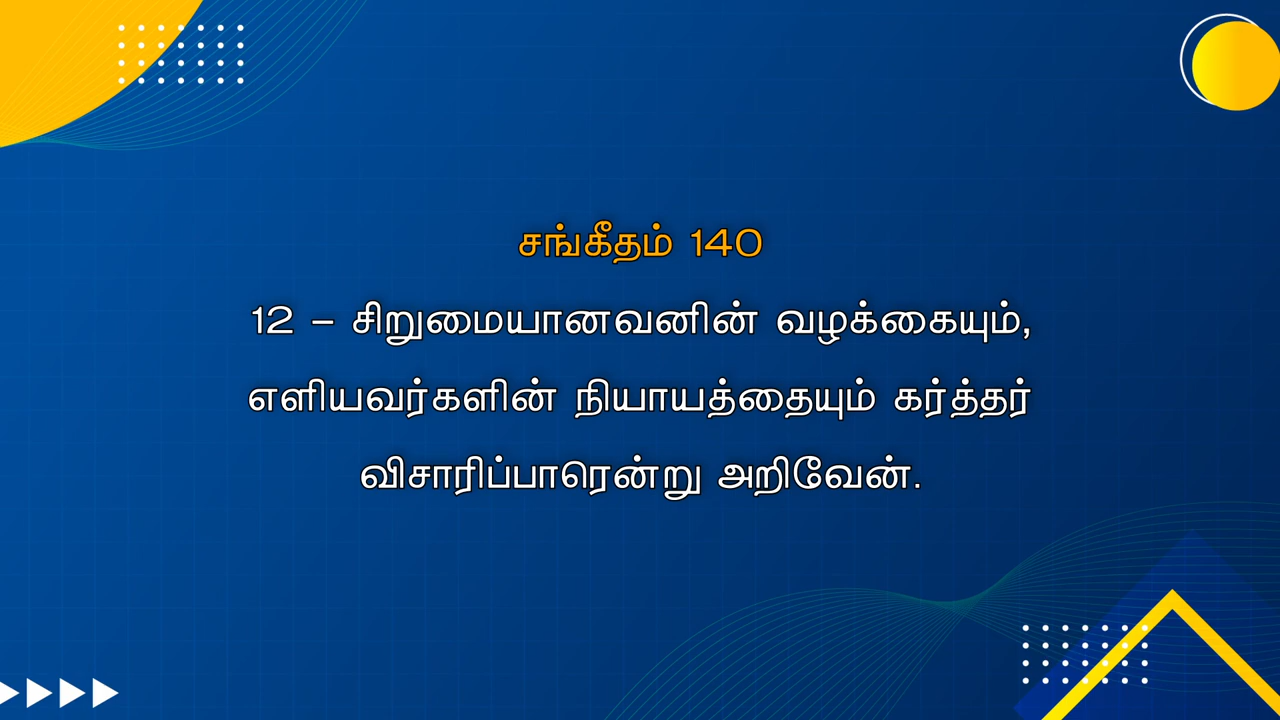 சங்கீதம் 140
12 – சிறுமையானவனின் வழக்கையும்,
எளியவர்களின் நியாயத்தையும் கர்த்தர்
விசாரிப்பாரென்று அறிவேன்.